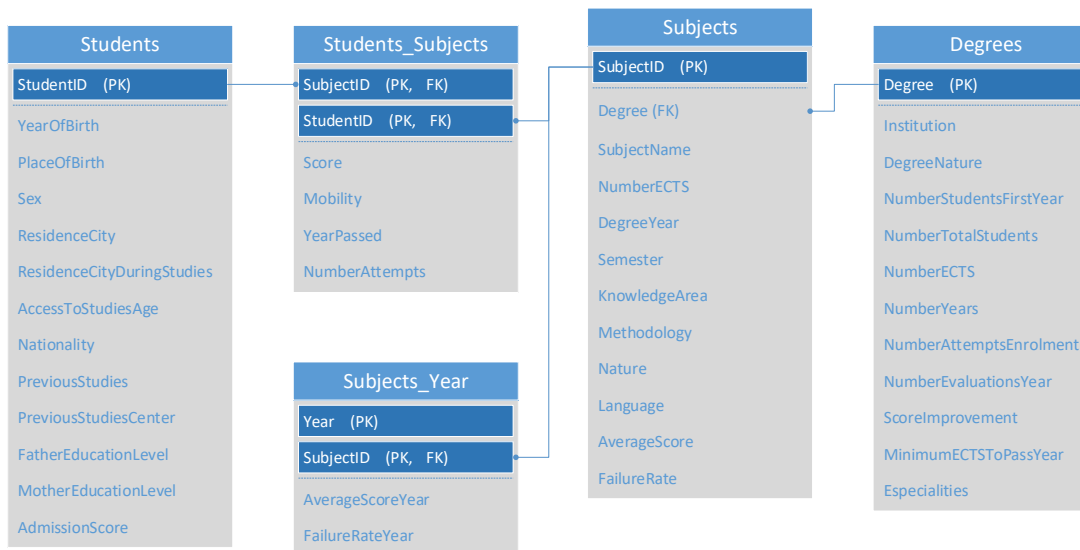 Students
StudentID (PK)
YearOfBirth
PlaceOfBirth
Sex
ResidenceCity
ResidenceCityDuringStudies
AccessToStudiesAge
Nationality
PreviousStudies
PreviousStudiesCenter
FatherEducationLevel
MotherEducationLevel
AdmissionScore
Students_Subjects
SubjectID (PK, FK)
StudentID (PK, FK)
Score
Mobility
YearPassed
NumberAttempts
Subjects_Year
Year (PK)
SubjectID (PK, FK)
AverageScoreYear
FailureRateYear
Subjects
SubjectID (PK)
Degree (FK)
SubjectName
NumberECTS
DegreeYear
Semester
KnowledgeArea
Methodology
Nature
Language
AverageScore
FailureRate
Degrees
Degree (PK)
Institution
DegreeNature
NumberStudentsFirstYear
NumberTotalStudents
NumberECTS
NumberYears
NumberAttemptsEnrolment
NumberEvaluationsYear
ScoreImprovement
MinimumECTSToPassYear
Especialities